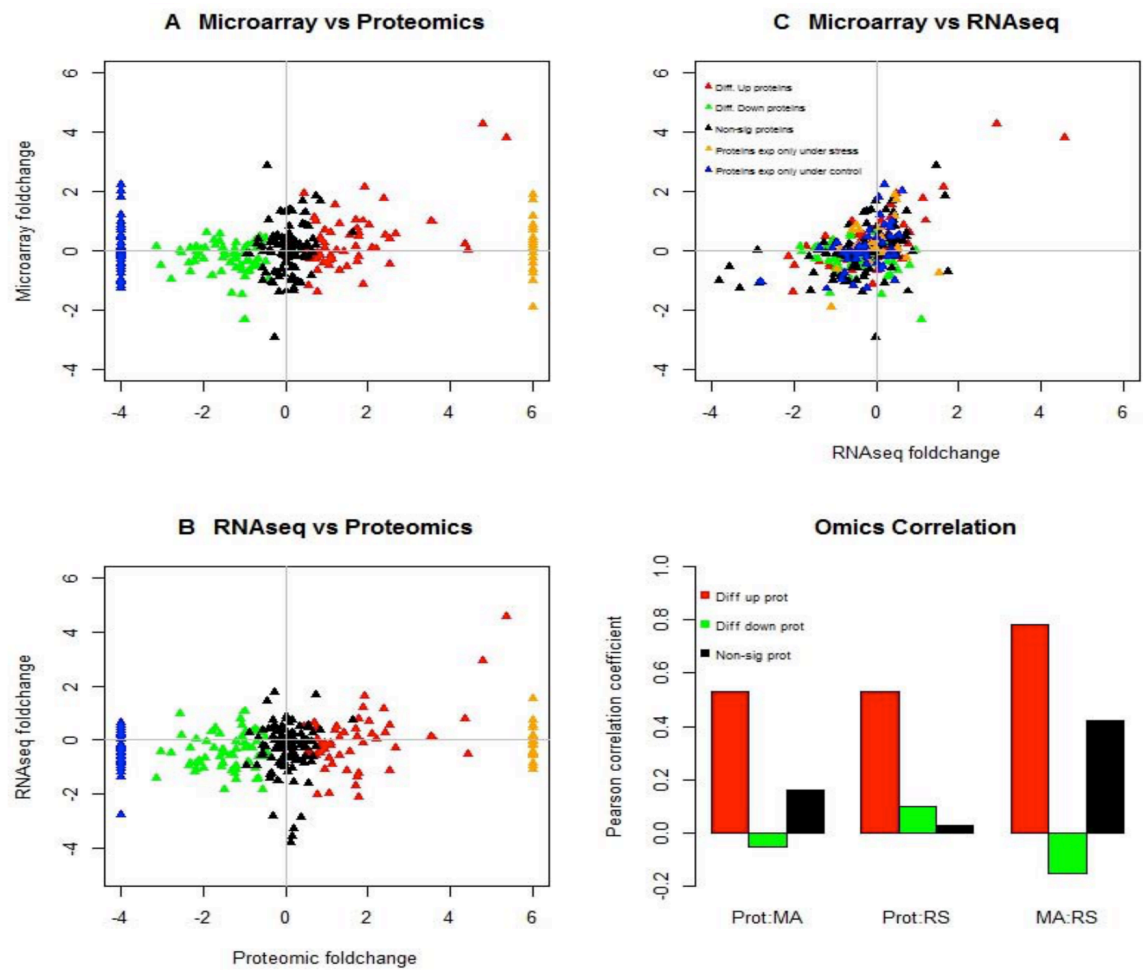 A Microarray vs Proteomics
Microarray foldchange
6
4
2
0
-2
-4
-4 -2 0 2 4 6
C Microarray vs RNAseq
6
4
2
0
-2
-4
Diff. Up proteins
Diff. Down proteins
Non-sig proteins
Proteins exp only under stress
Proteins exp only under control
-4 -2 0 2 4 6
RNAseq foldchange
B RNAseq vs Proteomics
RNAseq foldchange
6
4
2
0
-2
-4
-4 -2 0 2 4 6
Proteomic foldchange
Omics Correlation
Pearson correlation coefficient
1.0
0.8
0.6
0.4
0.2
0.0
-0.2
Diff up prot
Diff down prot
Non-sig prot
Prot:MA Prot:RS MA:RS